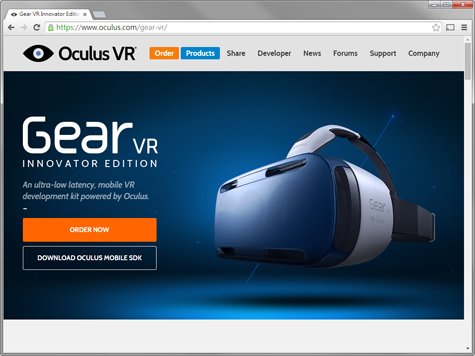 Gear VR Innovator Editio
https://www.oculus.com/gear-vr/
Oculus VR
Order Products Share Developer News Forums Support Company
Gear VR
INNOVATOR EDITION
An ultra-low latency, mobile VR
development kit powered by Oculus.
ORDER NOW
DOWNLOAD OCULUS MOBILE SDK
Gear VR